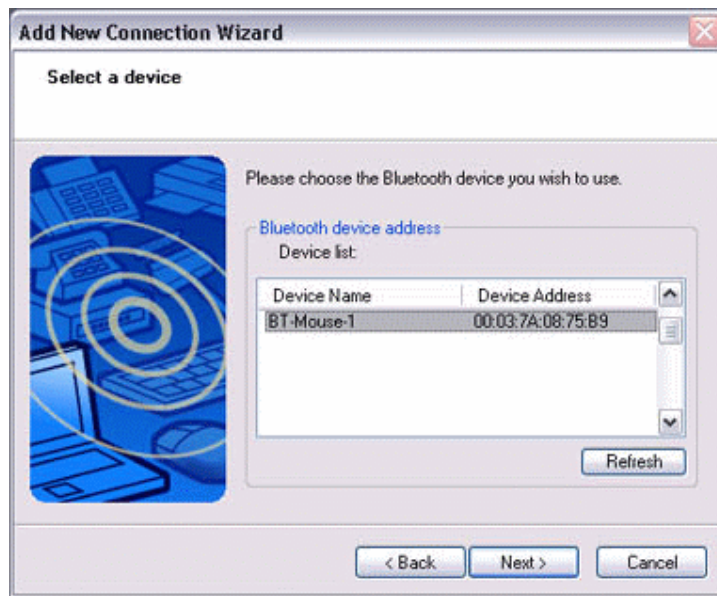 Add New Connection Wizard
Select a device
Please choose the Bluetooth device you wish to use.
Bluetooth device address
Device list:
Device Name Device Address
BT-Mouse-1 00:03:7A:08:75:B9
Refresh
< Back Next > Cancel